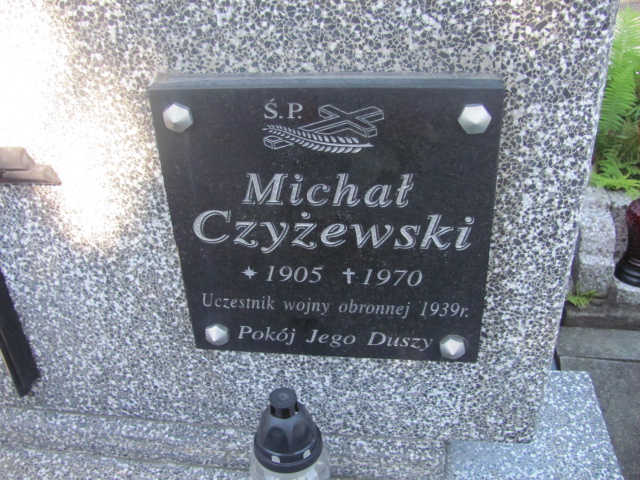 Ś.P.
Michał
Czyżewski
* 1905 † 1970
Uczestnik wojny obronnej 1939r.
Pokój Jego Duszy